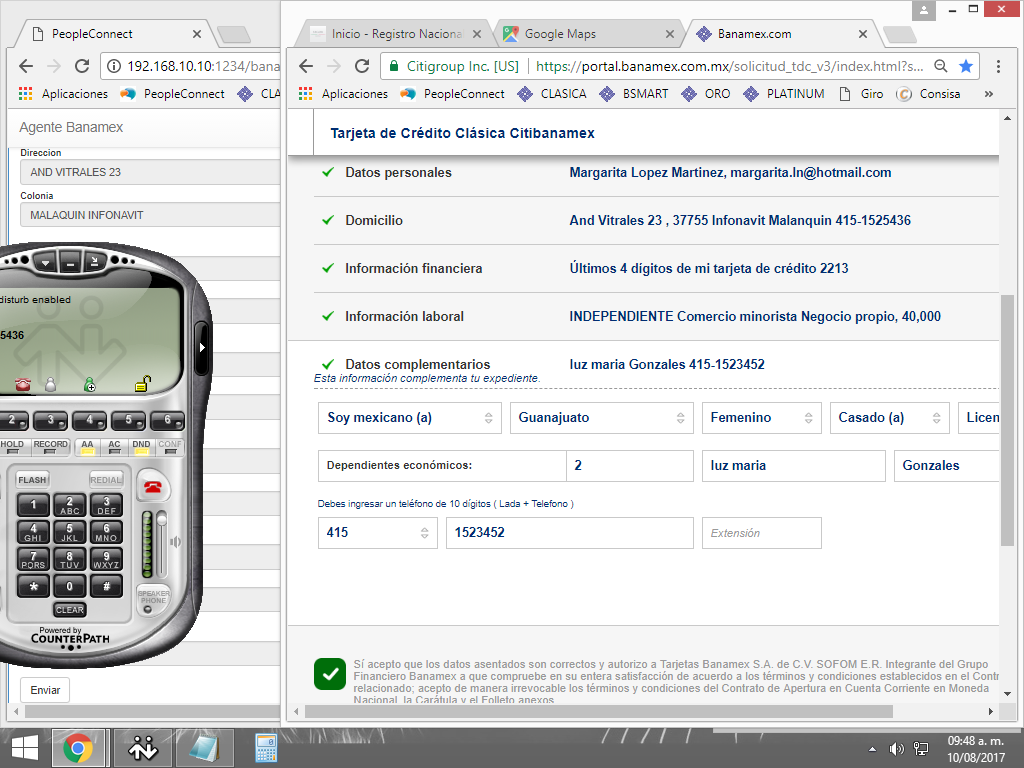 PeopleConnect
192.168.10.10:1234/bana
Aplicaciones PeopleConnect CLA
Agente Banamex
Direccion
AND VITRALES 23
Colonia
MALAQUIN INFONAVIT
disturb enabled
5436
2 3 4 5 6
HOLD RECORD AA AC DND CONF
FLASH REDIAL
1 2 ABC 3 DEF
4 GHI 5 JKL 6 MNO
7 PQRS 8 TUV 9 WXYZ
* 0 #
CLEAR
SPEAKER PHONE
Powered by
COUNTERPATH
Enviar
Inicio - Registro Naciona
Google Maps
Banamex.com
Citigroup Inc. [US] https://portal.banamex.com.mx/solicitud_tdc_v3/index.html?s...
Aplicaciones PeopleConnect CLASICA BSMART ORO PLATINUM Giro Consisa »
Tarjeta de Crédito Clásica Citibanamex
Datos personales Margarita Lopez Martinez, margarita.ln@hotmail.com
Domicilio And Vitrales 23 , 37755 Infonavit Malanquin 415-1525436
Información financiera Últimos 4 dígitos de mi tarjeta de crédito 2213
Información laboral INDEPENDIENTE Comercio minorista Negocio propio, 40,000
Datos complementarios luz maria Gonzales 415-1523452
Esta información complementa tu expediente.
Soy mexicano (a) Guanajuato Femenino Casado (a) Licen
Dependientes económicos: 2 luz maria Gonzales
Debes ingresar un teléfono de 10 dígitos ( Lada + Telefono )
415 1523452 Extensión
Sí acepto que los datos asentados son correctos y autorizo a Tarjetas Banamex S.A. de C.V. SOFOM E.R. Integrante del Grupo
Financiero Banamex a que compruebe en su entera satisfacción de acuerdo a los términos y condiciones establecidos en el Contr
relacionado; acepto de manera irrevocable los términos y condiciones del Contrato de Apertura en Cuenta Corriente en Moneda
Nacional, la Carátula y el Folleto anexos
09:48 a. m.
10/08/2017